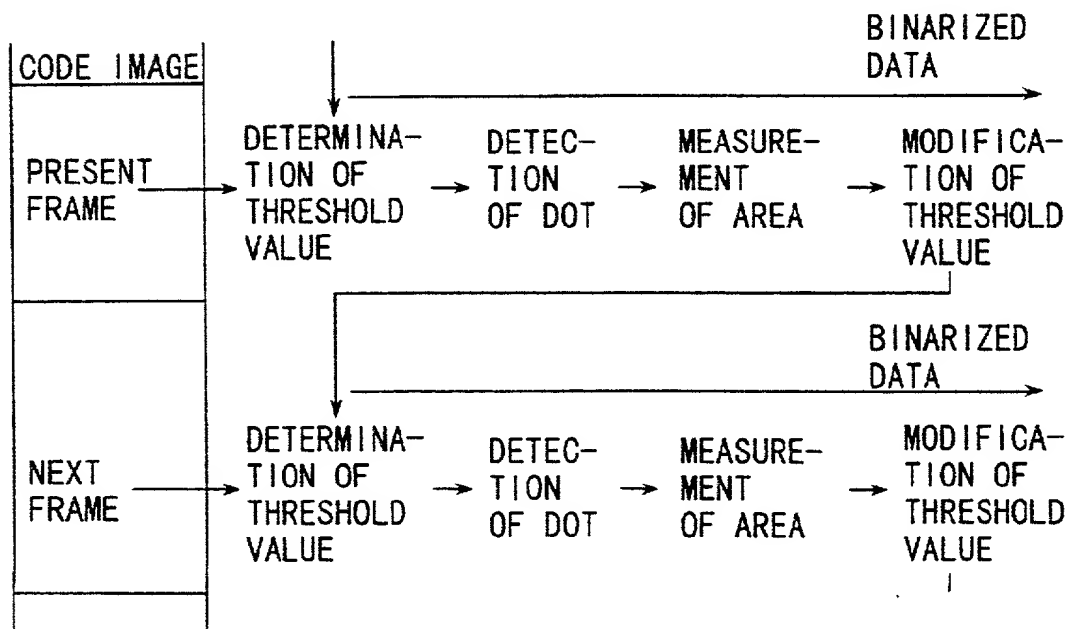 CODE IMAGE
BINARIZED
DATA
PRESENT
FRAME
DETERMINA-
TION OF
THRESHOLD
VALUE
DETEC-
TION
OF DOT
MEASURE-
MENT
OF AREA
MODIFICA-
TION OF
THRESHOLD
VALUE
BINARIZED
DATA
NEXT
FRAME
DETERMINA-
TION OF
THRESHOLD
VALUE
DETEC-
TION
OF DOT
MEASURE-
MENT
OF AREA
MODIFICA-
TION OF
THRESHOLD
VALUE